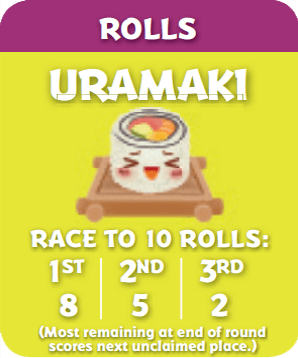 ROLLS
URAMAKI
RACE TO 10 ROLLS:
1ST 2ND 3RD
8 5 2
(Most remaining at end of round
scores next unclaimed place.)